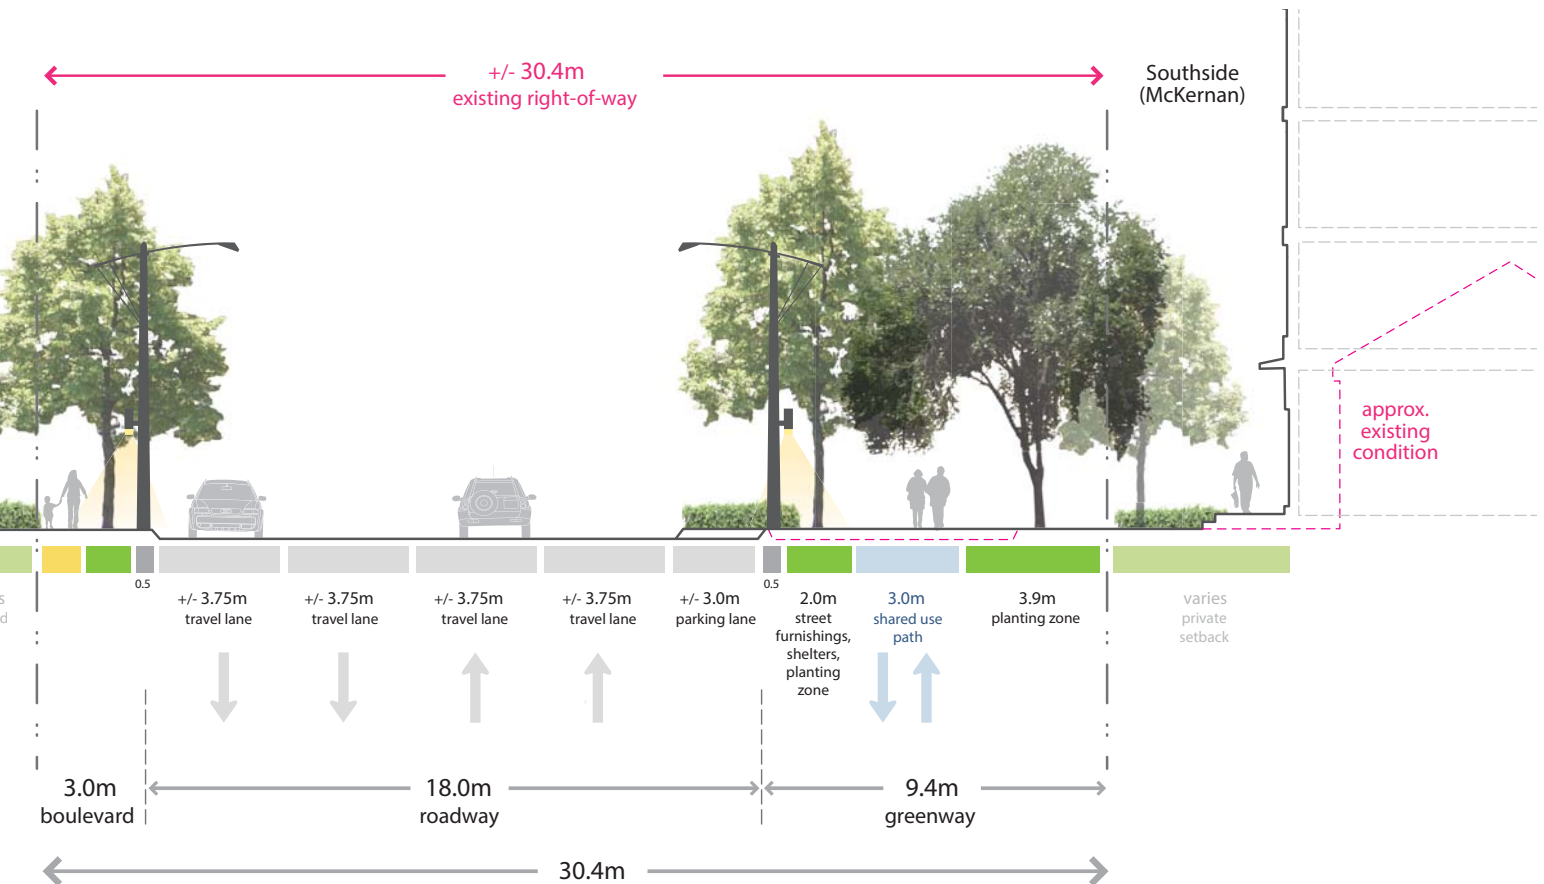 +/- 30.4m
existing right-of-way
Southside
(McKernan)
approx.
existing
condition
0.5
+/- 3.75m
travel lane
+/- 3.75m
travel lane
+/- 3.75m
travel lane
+/- 3.75m
travel lane
+/- 3.0m
parking lane
0.5
2.0m
street
furnishings,
shelters,
planting
zone
3.0m
shared use
path
3.9m
planting zone
varies
private
setback
3.0m
boulevard
18.0m
roadway
9.4m
greenway
30.4m